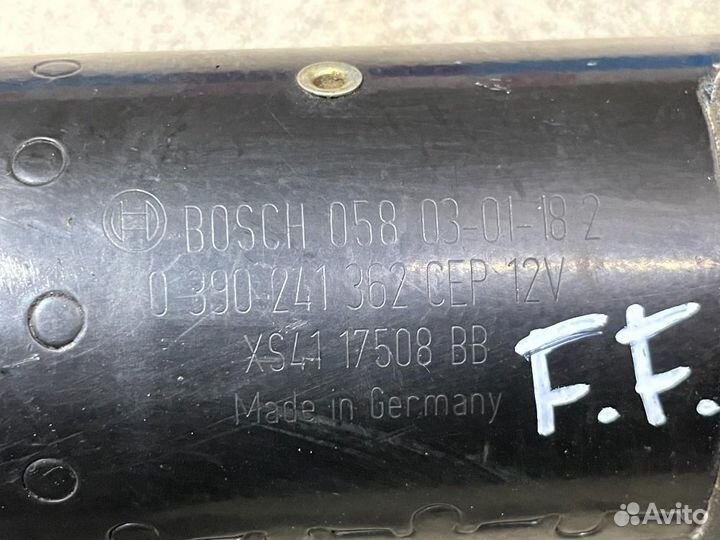 BOSCH 058 03-01-18 2
0 390 241 362 CEP 12V
XS41 17508 BB
Made in Germany
F.F.
Avito